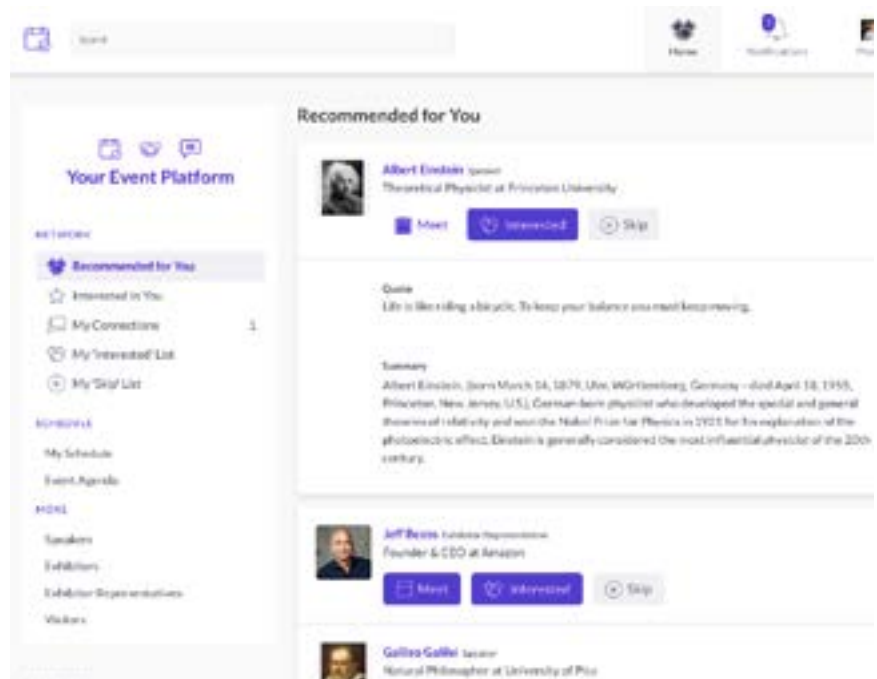 Search
Home
Notifications
Your Event Platform
NETWORK
Recommended for You
Interested in You
My Connections 1
My 'Interested' List
My 'Skip' List
SCHEDULE
My Schedule
Event Agenda
MORE
Speakers
Exhibitors
Exhibitor Representatives
Visitors
Recommended for You
Albert Einstein Speaker
Theoretical Physicist at Princeton University
Meet Interested Skip
Quote
Life is like riding a bicycle. To keep your balance you must keep moving.
Summary
Albert Einstein, (born March 14, 1879, Ulm, Württemberg, Germany – died April 18, 1955,
Princeton, New Jersey, U.S.), German-born physicist who developed the special and general
theories of relativity and won the Nobel Prize for Physics in 1921 for his explanation of the
photoelectric effect. Einstein is generally considered the most influential physicist of the 20th
century.
Jeff Bezos Exhibitor Representative
Founder & CEO at Amazon
Meet Interested Skip
Galileo Galilei Speaker
Natural Philosopher at University of Pisa